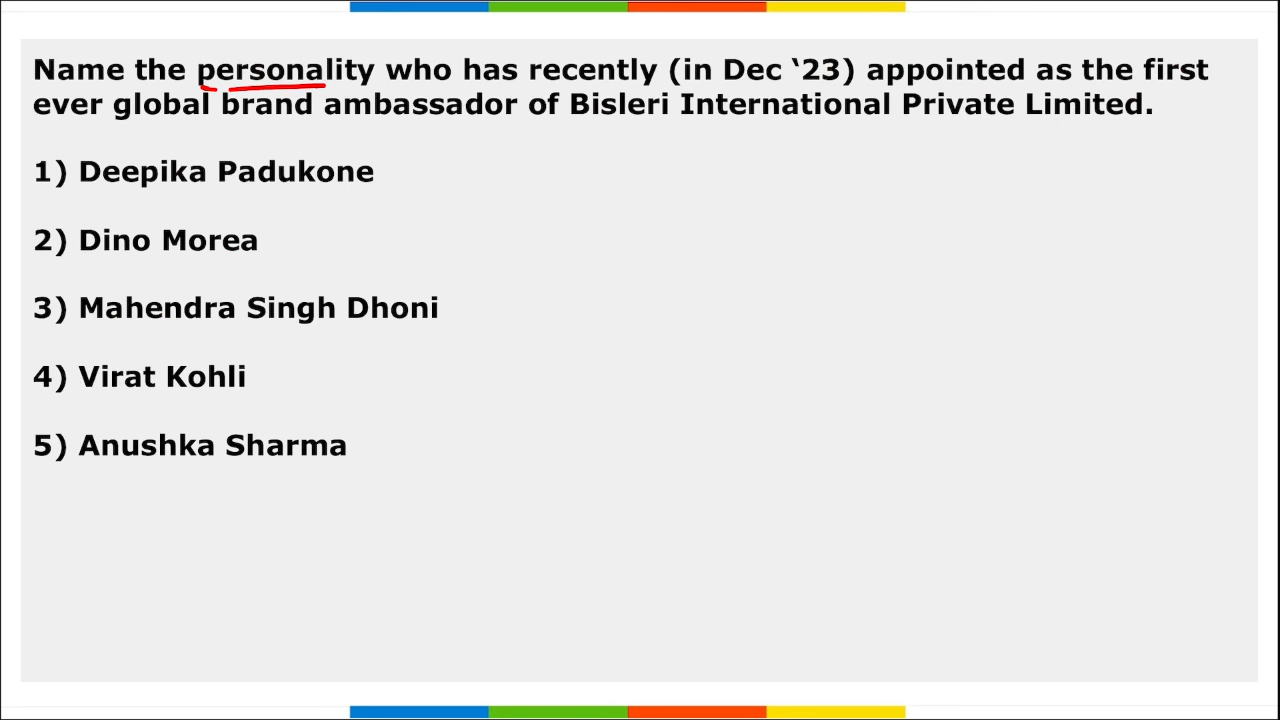 Name the personality who has recently (in Dec ‘23) appointed as the first
ever global brand ambassador of Bisleri International Private Limited.
1) Deepika Padukone
2) Dino Morea
3) Mahendra Singh Dhoni
4) Virat Kohli
5) Anushka Sharma